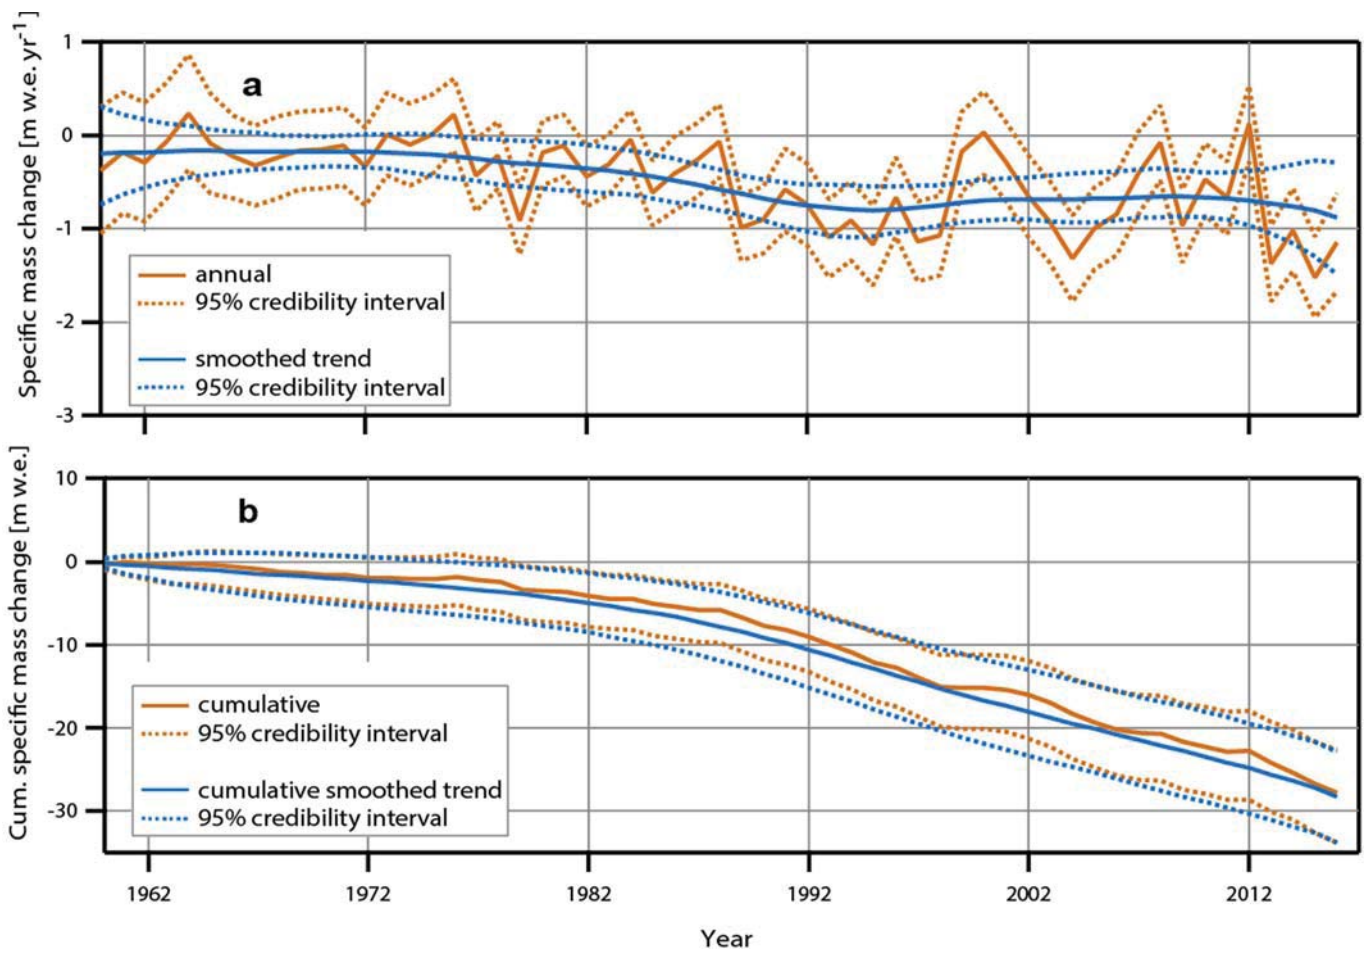 Specific mass change [m w.e. yr⁻¹]
1
0
-1
-2
-3
a
annual
95% credibility interval
smoothed trend
95% credibility interval
Cum. specific mass change [m w.e.]
10
0
-10
-20
-30
b
cumulative
95% credibility interval
cumulative smoothed trend
95% credibility interval
1962 1972 1982 1992 2002 2012
Year